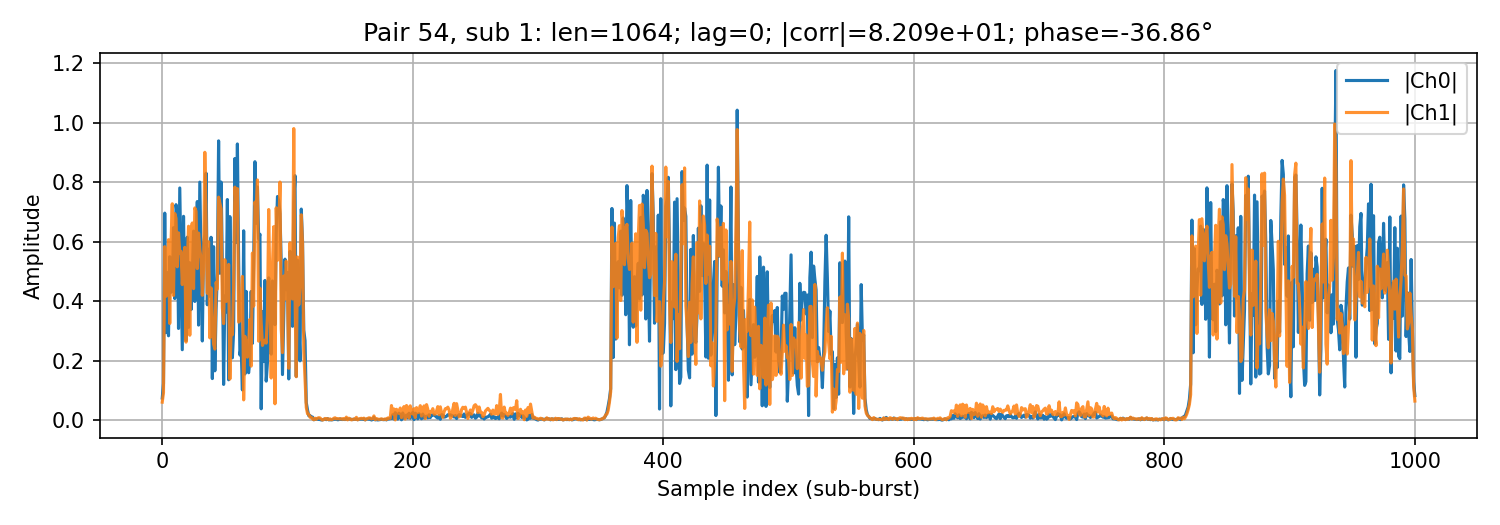 Pair 54, sub 1: len=1064; lag=0; |corr|=8.209e+01; phase=-36.86°
1.2
1.0
0.8
0.6
0.4
0.2
0.0
Amplitude
|Ch0|
|Ch1|
0 200 400 600 800 1000
Sample index (sub-burst)